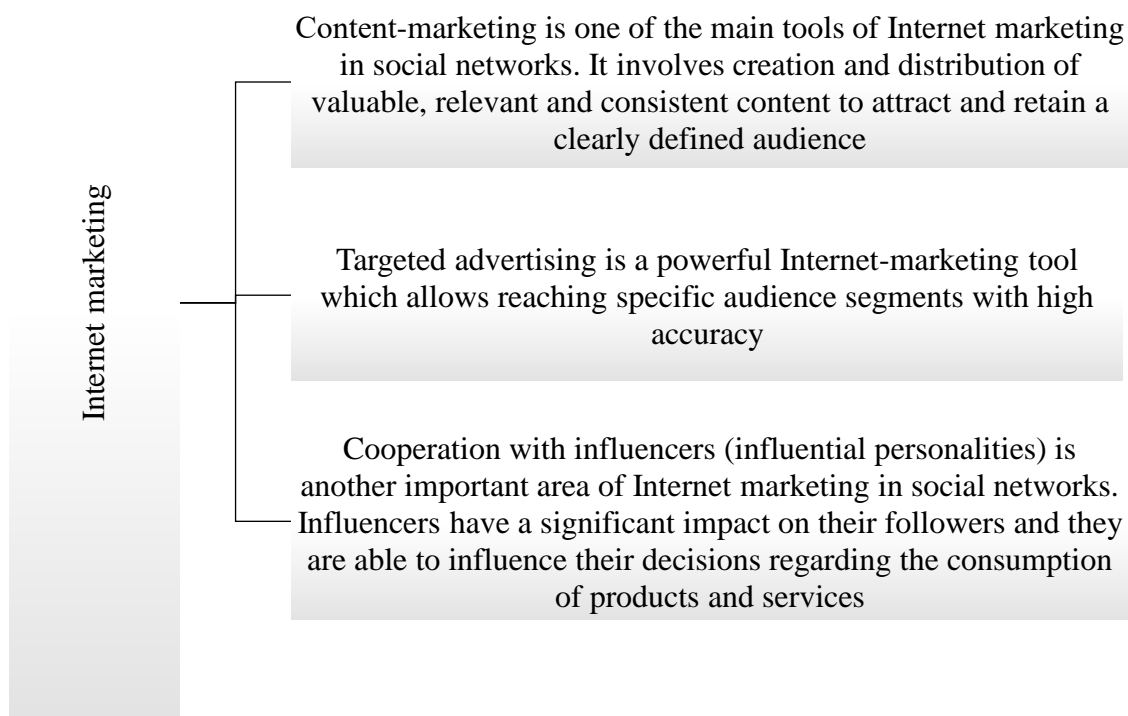 Internet marketing
Content-marketing is one of the main tools of Internet marketing
in social networks. It involves creation and distribution of
valuable, relevant and consistent content to attract and retain a
clearly defined audience
Targeted advertising is a powerful Internet-marketing tool
which allows reaching specific audience segments with high
accuracy
Cooperation with influencers (influential personalities) is
another important area of Internet marketing in social networks.
Influencers have a significant impact on their followers and they
are able to influence their decisions regarding the consumption
of products and services